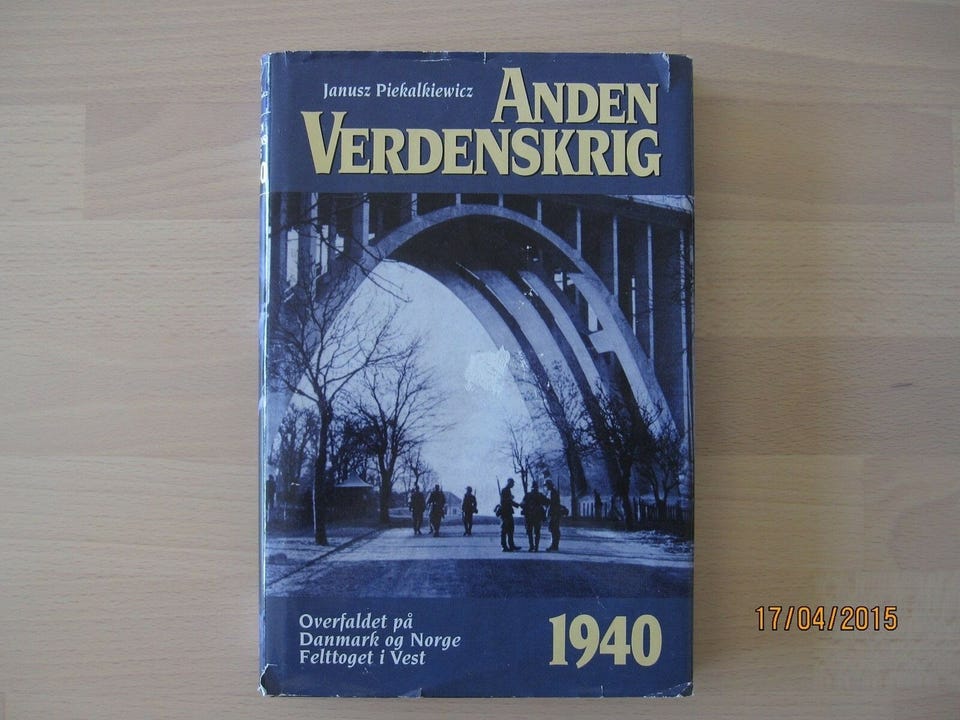 Janusz Piekalkiewicz
ANDEN
VERDENSKRIG
Overfaldet på
Danmark og Norge
Felttoget i Vest
1940
17/04/2015